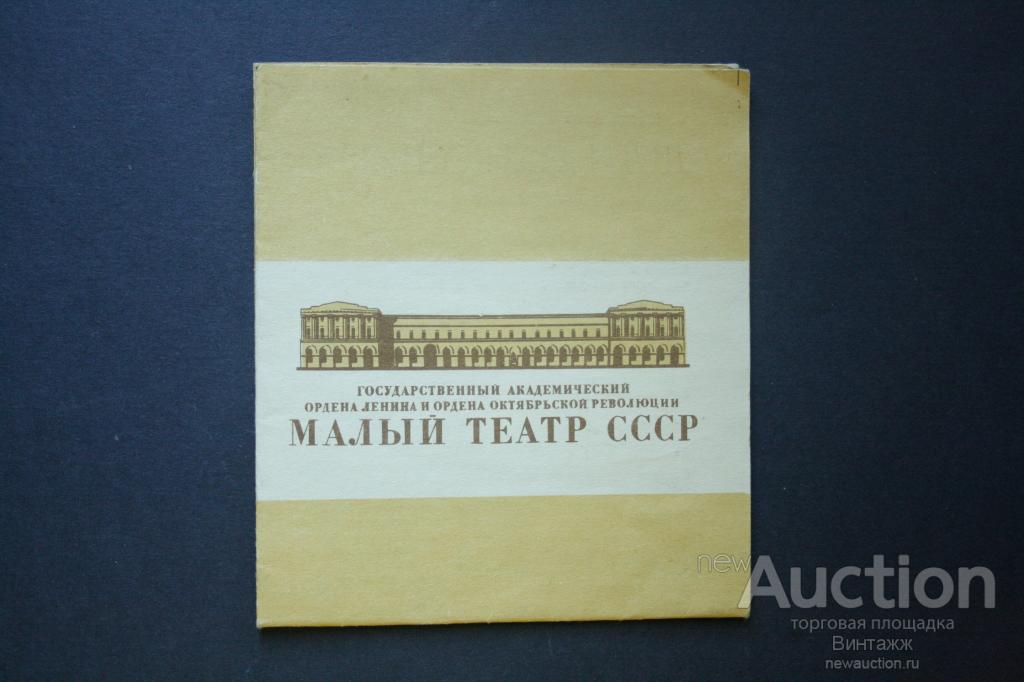 ГОСУДАРСТВЕННЫЙ АКАДЕМИЧЕСКИЙ
ОРДЕНА ЛЕНИНА И ОРДЕНА ОКТЯБРЬСКОЙ РЕВОЛЮЦИИ
МАЛЫЙ ТЕАТР СССР
newAuction
торговая площадка
Винтажж
newauction.ru